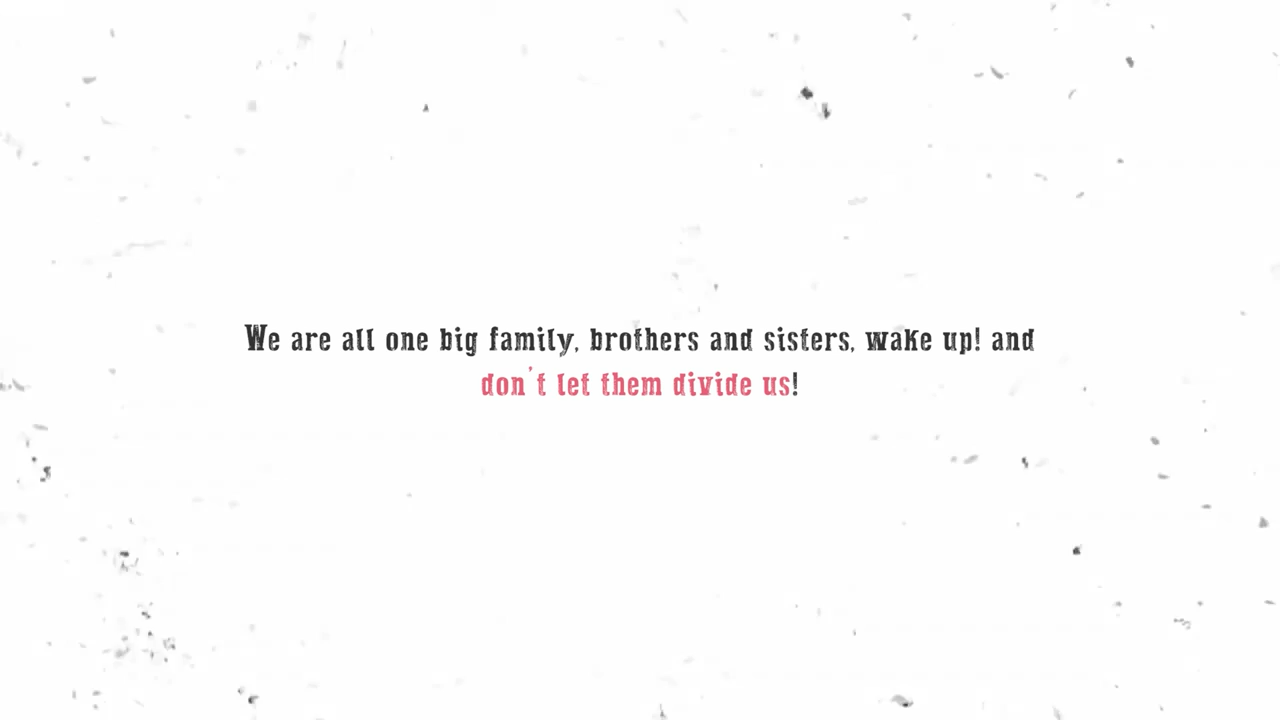 We are all one big family, brothers and sisters, wake up! and
don't let them divide us!